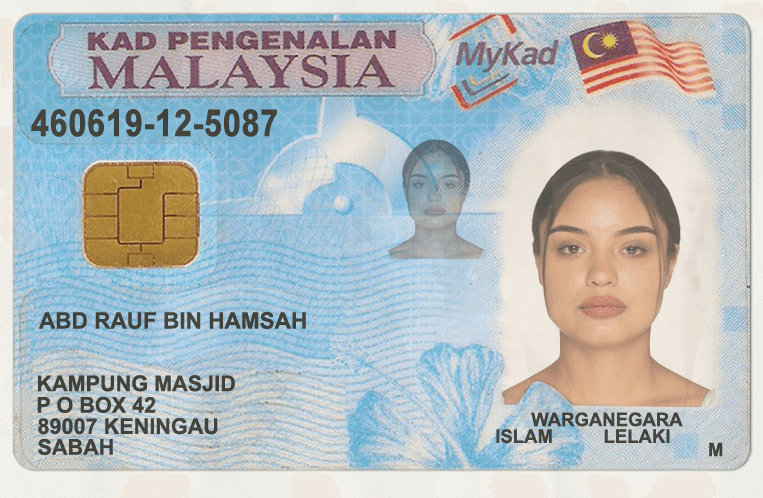 KAD PENGENALAN
MALAYSIA
MyKad
460619-12-5087
ABD RAUF BIN HAMSAH
KAMPUNG MASJID
P O BOX 42
89007 KENINGAU
SABAH
WARGANEGARA
ISLAM LELAKI
M